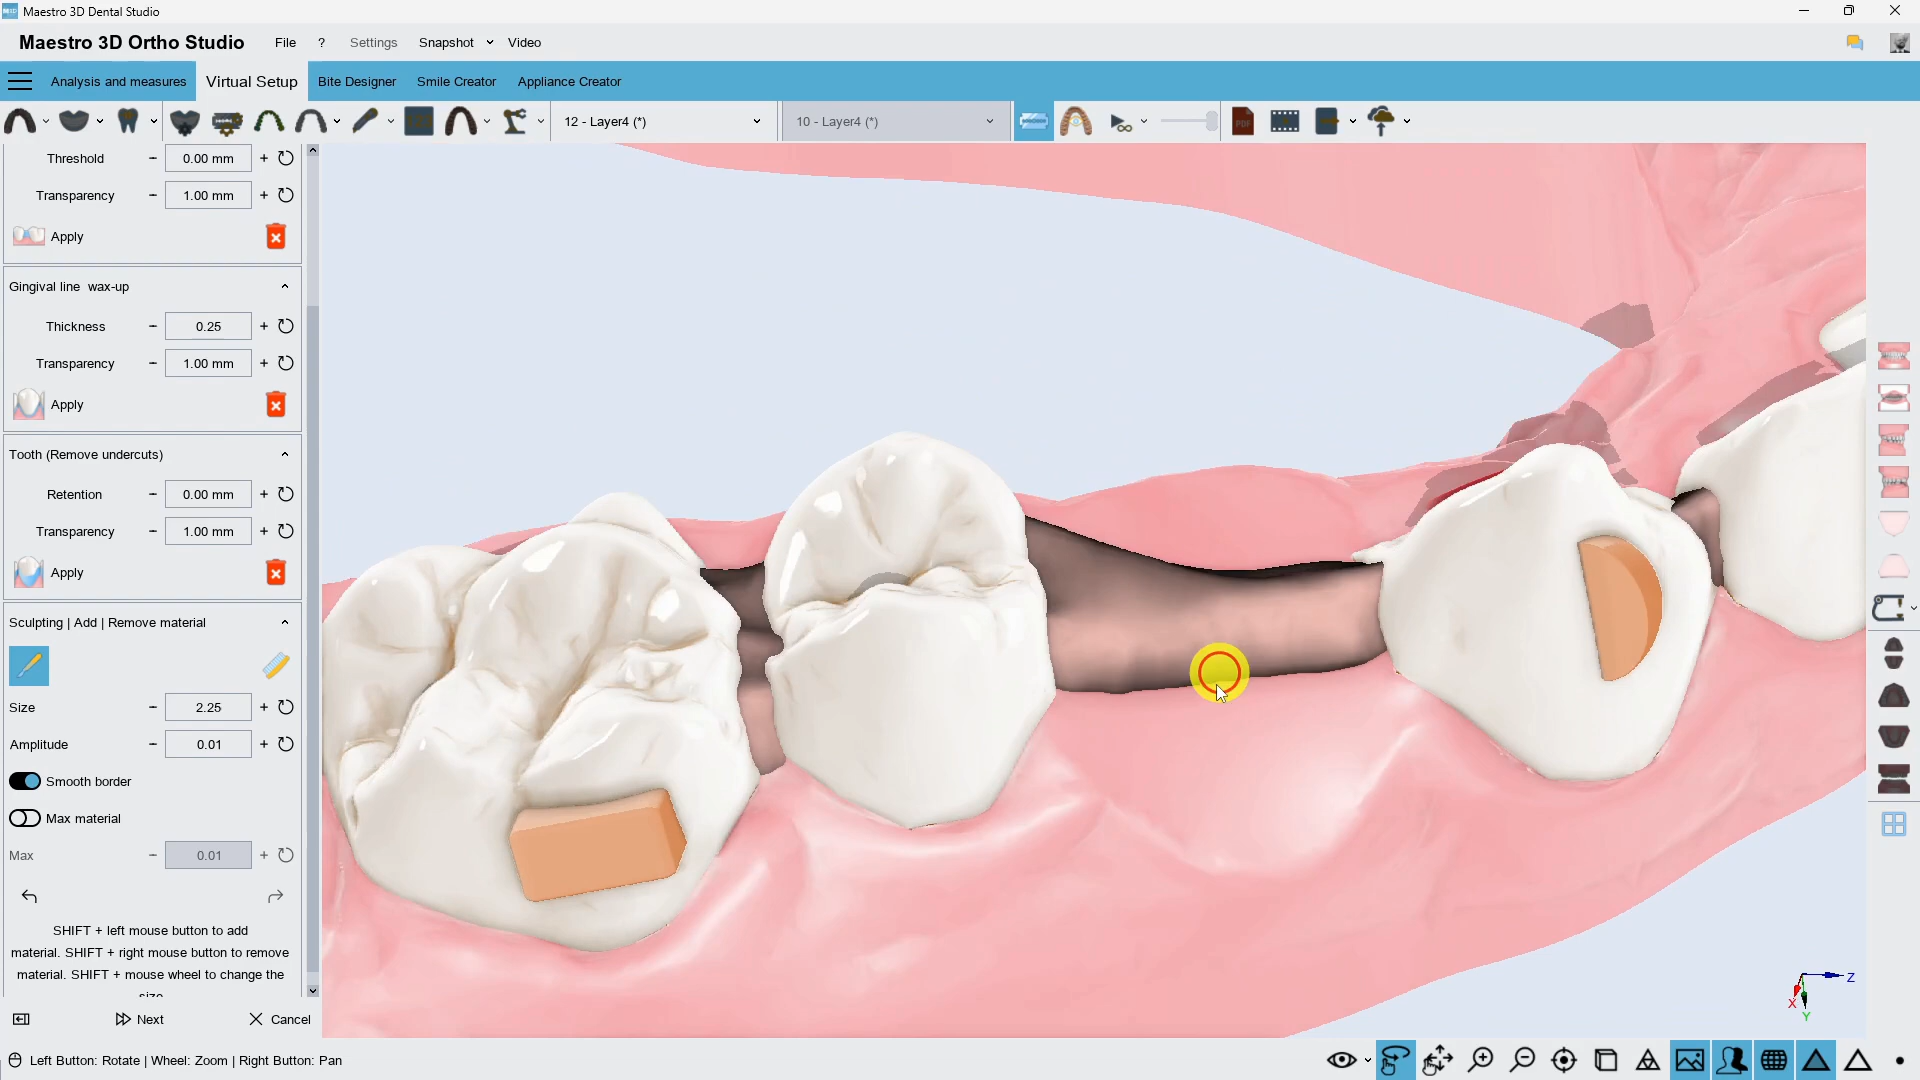 Maestro 3D Dental Studio
Maestro 3D Ortho Studio File ? Settings Snapshot Video
Analysis and measures Virtual Setup Bite Designer Smile Creator Appliance Creator
12 - Layer4 (*) 10 - Layer4 (*) PDF
Threshold - 0.00 mm +
Transparency - 1.00 mm +
Apply
Gingival line wax-up
Thickness - 0.25 +
Transparency - 1.00 mm +
Apply
Tooth (Remove undercuts)
Retention - 0.00 mm +
Transparency - 1.00 mm +
Apply
Sculpting | Add | Remove material
Size - 2.25 +
Amplitude - 0.01 +
Smooth border
Max material
Max - 0.01 +
SHIFT + left mouse button to add
material. SHIFT + right mouse button to remove
material. SHIFT + mouse wheel to change the
size
Next Cancel
Z
X
Y
Left Button: Rotate | Wheel: Zoom | Right Button: Pan